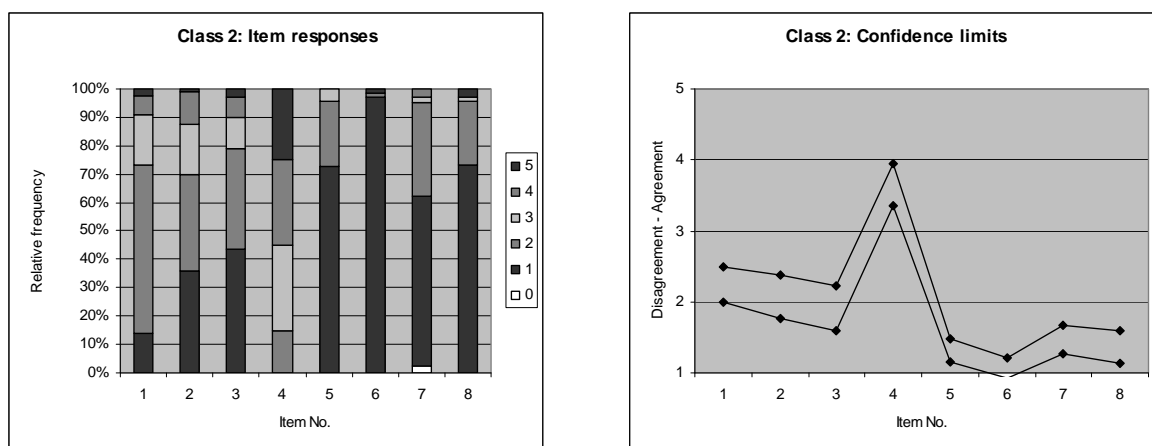 Class 2: Item responses
100%
90%
80%
70%
60%
50%
40%
30%
20%
10%
0%
Relative frequency
1 2 3 4 5 6 7 8
Item No.
5
4
3
2
1
0
Class 2: Confidence limits
5
4
3
2
1
Disagreement - Agreement
1 2 3 4 5 6 7 8
Item No.